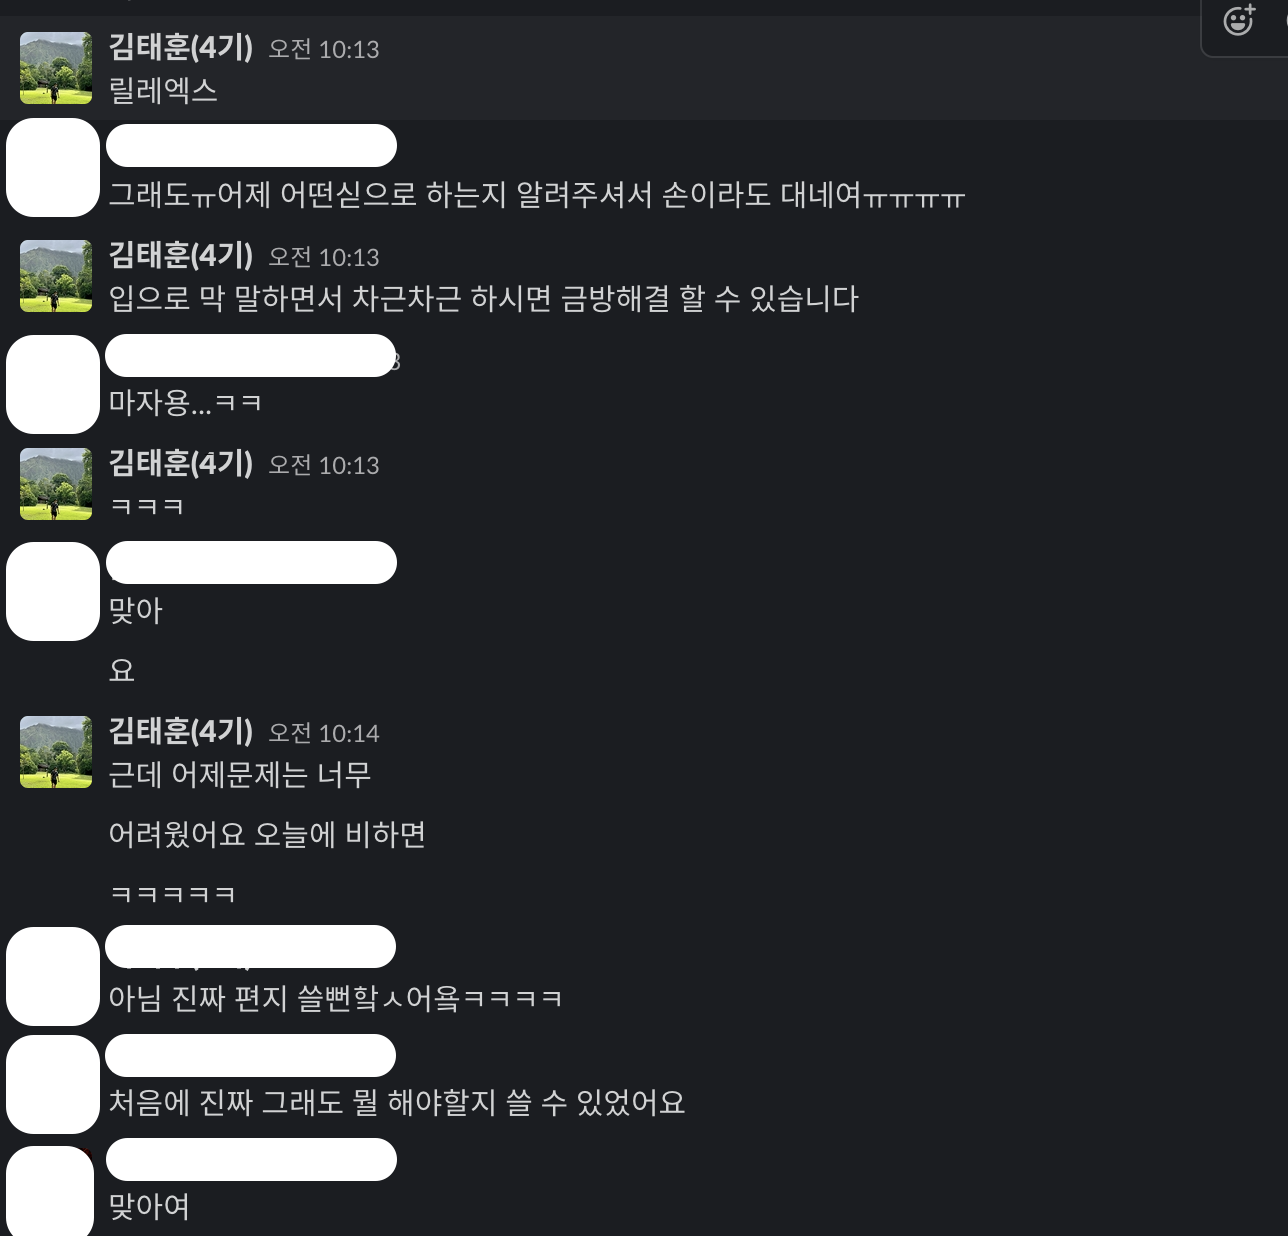 김태훈(4기) 오전 10:13
릴레엑스
그래도ㅠ어제 어떤싣으로 하는지 알려주셔서 손이라도 대네여ㅠㅠㅠㅠ
김태훈(4기) 오전 10:13
입으로 막 말하면서 차근차근 하시면 금방해결 할 수 있습니다
마자용...ㅋㅋ
김태훈(4기) 오전 10:13
ㅋㅋㅋ
맞아
요
김태훈(4기) 오전 10:14
근데 어제문제는 너무
어려웠어요 오늘에 비하면
ㅋㅋㅋㅋㅋ
아님 진짜 편지 쓸뻔핰ㅅ어욬ㅋㅋㅋㅋ
처음에 진짜 그래도 뭘 해야할지 쓸 수 있었어요
맞아여